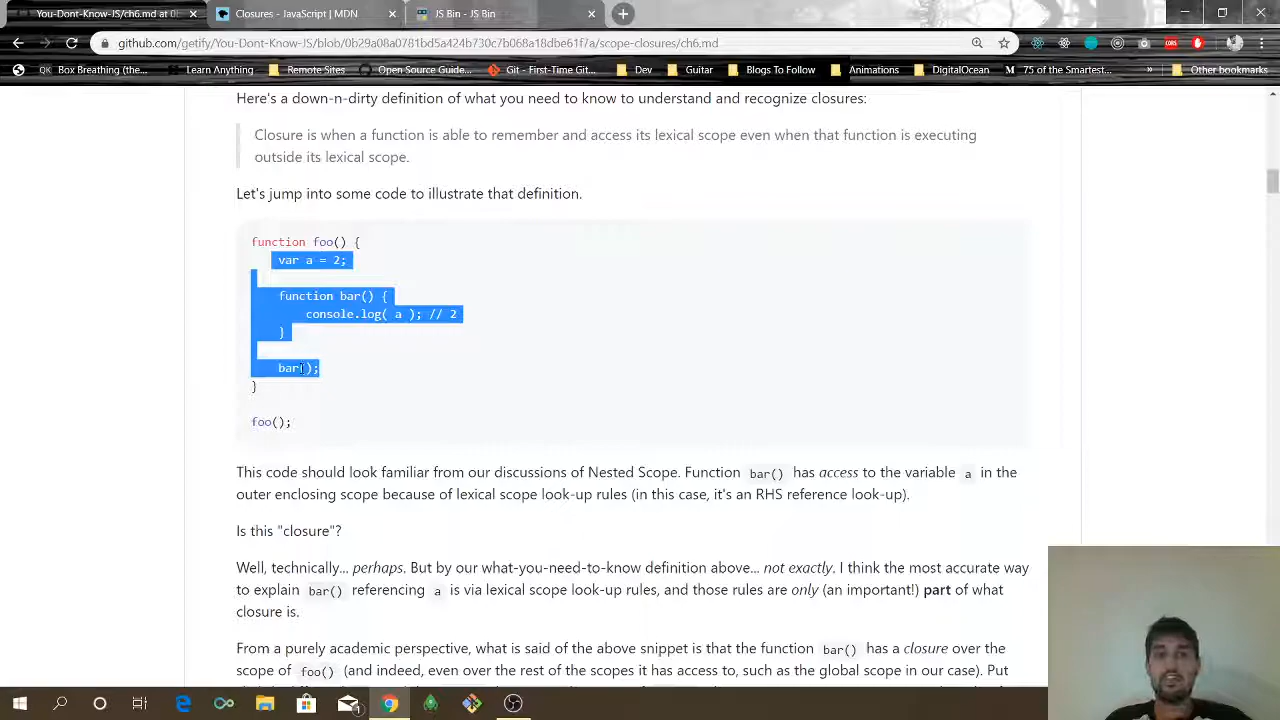 You-Dont-Know-JS/ch6.md at 0
Closures - JavaScript | MDN
JS Bin - JS Bin
github.com/getify/You-Dont-Know-JS/blob/0b29a08a0781bd5a424b730c7b068a18dbe61f7a/scope-closures/ch6.md
Box Breathing (the...
Learn Anything
Remote Sites
Open Source Guide...
Git - First-Time Git...
Dev
Guitar
Blogs To Follow
Animations
DigitalOcean
M 75 of the Smartest...
»
Other bookmarks
Here's a down-n-dirty definition of what you need to know to understand and recognize closures:
Closure is when a function is able to remember and access its lexical scope even when that function is executing
outside its lexical scope.
Let's jump into some code to illustrate that definition.
function foo() {
var a = 2;
function bar() {
console.log( a ); // 2
}
bar();
}
foo();
This code should look familiar from our discussions of Nested Scope. Function bar() has access to the variable a in the
outer enclosing scope because of lexical scope look-up rules (in this case, it's an RHS reference look-up).
Is this "closure"?
Well, technically... perhaps. But by our what-you-need-to-know definition above... not exactly. I think the most accurate way
to explain bar() referencing a is via lexical scope look-up rules, and those rules are only (an important!) part of what
closure is.
From a purely academic perspective, what is said of the above snippet is that the function bar() has a closure over the
scope of foo() (and indeed, even over the rest of the scopes it has access to, such as the global scope in our case). Put